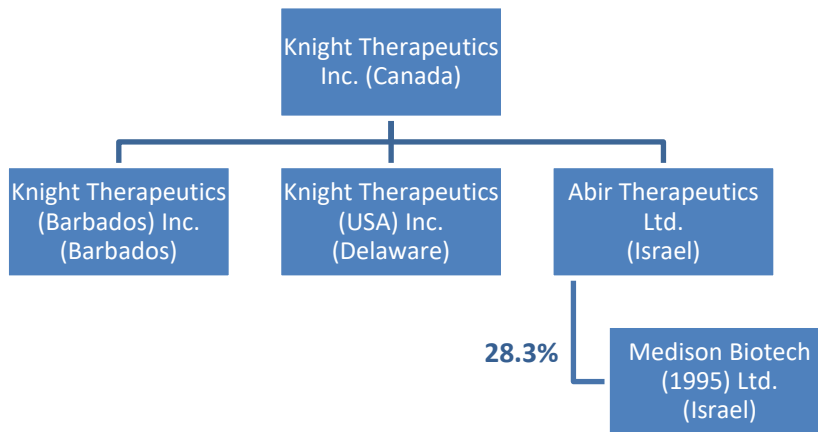 Knight Therapeutics
Inc. (Canada)
Knight Therapeutics
(Barbados) Inc.
(Barbados)
Knight Therapeutics
(USA) Inc.
(Delaware)
Abir Therapeutics
Ltd.
(Israel)
28.3%
Medison Biotech
(1995) Ltd.
(Israel)